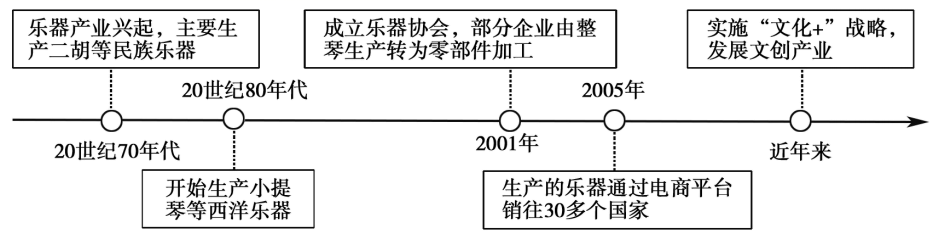 乐器产业兴起，主要生
产二胡等民族乐器
20世纪70年代
20世纪80年代
开始生产小提
琴等西洋乐器
成立乐器协会，部分企业由整
琴生产转为零部件加工
2001年
2005年
生产的乐器通过电商平台
销往30多个国家
实施“文化+”战略，
发展文创产业
近年来